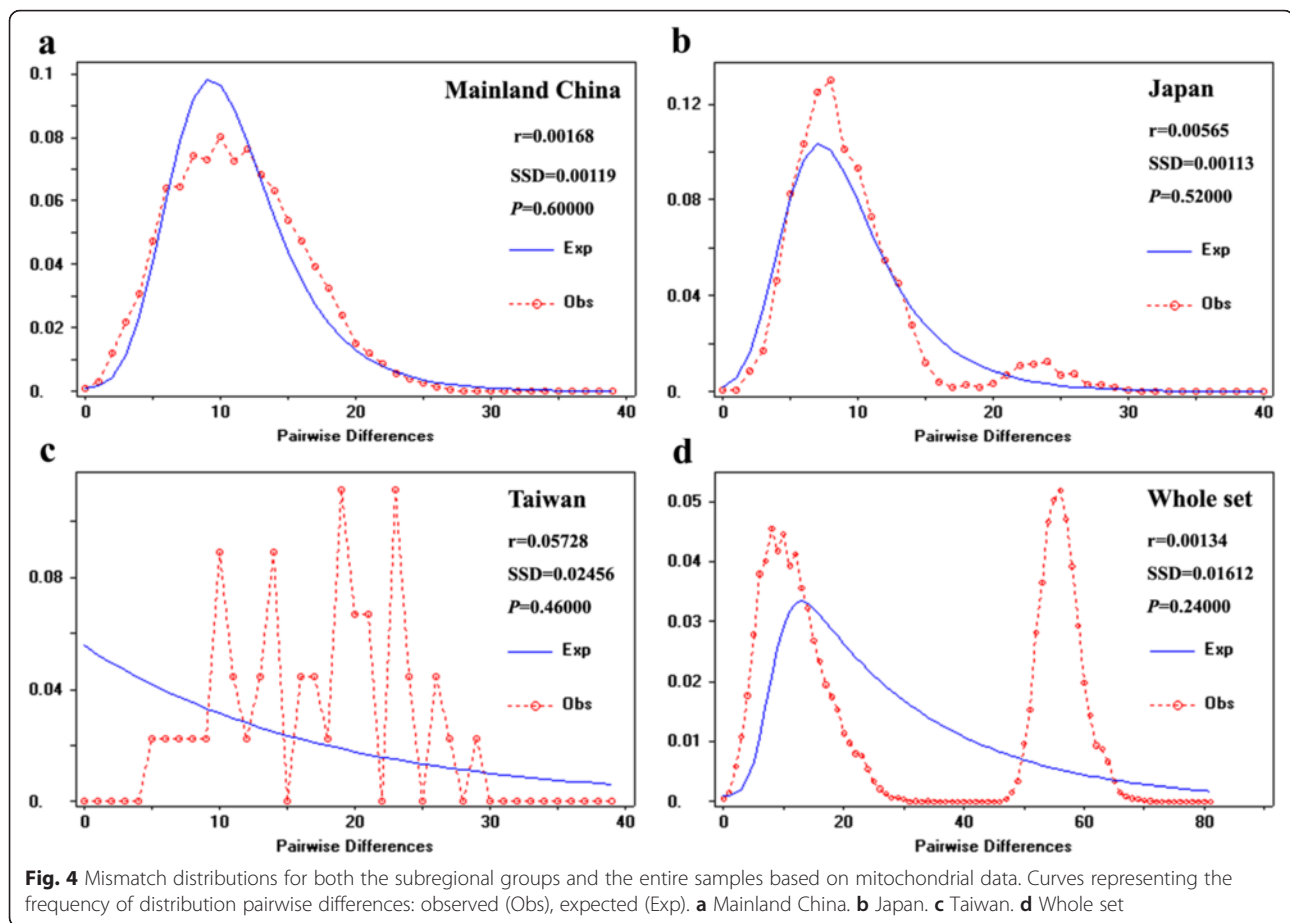 a
Mainland China
r=0.00168
SSD=0.00119
P=0.60000
Exp
Obs
0.1
0.08
0.06
0.04
0.02
0.
0 10 20 30 40
Pairwise Differences
b
Japan
r=0.00565
SSD=0.00113
P=0.52000
Exp
Obs
0.12
0.08
0.04
0.
0 10 20 30 40
Pairwise Differences
c
Taiwan
r=0.05728
SSD=0.02456
P=0.46000
Exp
Obs
0.08
0.04
0.
0 10 20 30 40
Pairwise Differences
d
Whole set
r=0.00134
SSD=0.01612
P=0.24000
Exp
Obs
0.05
0.04
0.03
0.02
0.01
0.
0 20 40 60 80
Pairwise Differences
Fig. 4 Mismatch distributions for both the subregional groups and the entire samples based on mitochondrial data. Curves representing the
frequency of distribution pairwise differences: observed (Obs), expected (Exp). a Mainland China. b Japan. c Taiwan. d Whole set